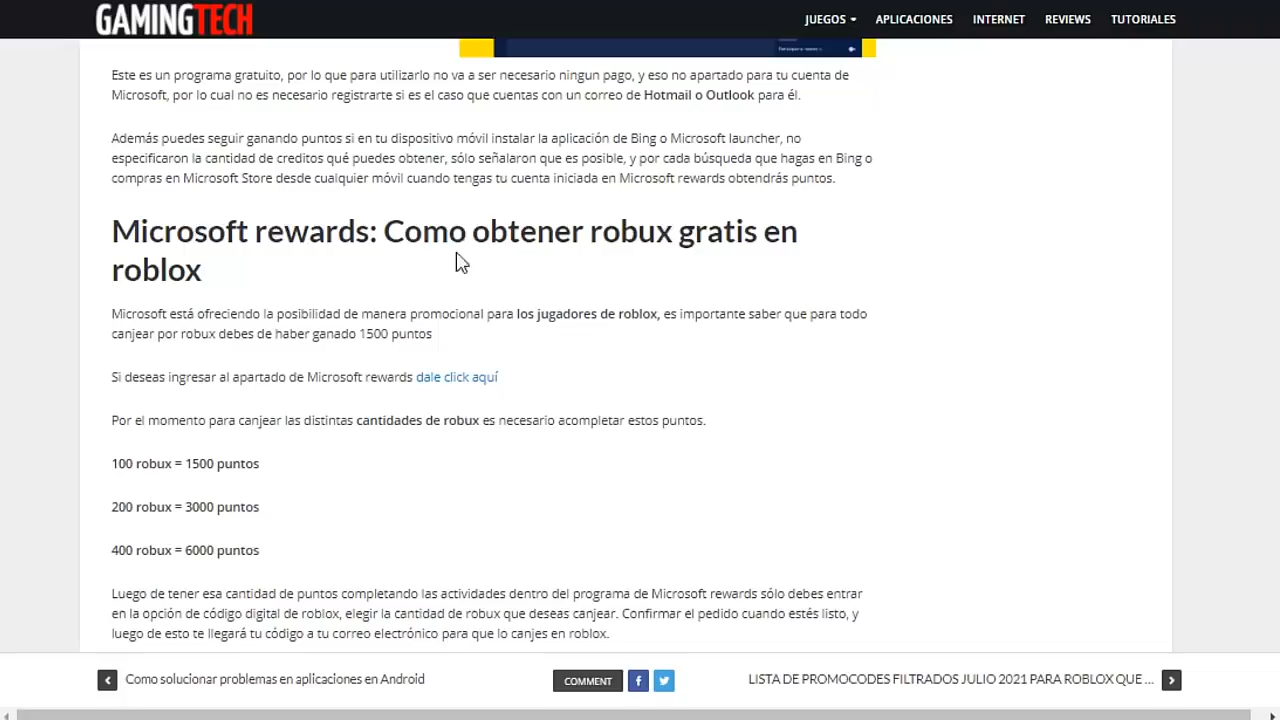 GAMINGTECH
JUEGOS
APLICACIONES
INTERNET
REVIEWS
TUTORIALES
Este es un programa gratuito, por lo que para utilizarlo no va a ser necesario ningun pago, y eso no apartado para tu cuenta de
Microsoft, por lo cual no es necesario registrarte si es el caso que cuentas con un correo de Hotmail o Outlook para él.
Además puedes seguir ganando puntos si en tu dispositivo móvil instalar la aplicación de Bing o Microsoft launcher, no
especificaron la cantidad de creditos qué puedes obtener, sólo señalaron que es posible, y por cada búsqueda que hagas en Bing o
compras en Microsoft Store desde cualquier móvil cuando tengas tu cuenta iniciada en Microsoft rewards obtendrás puntos.
Microsoft rewards: Como obtener robux gratis en
roblox
Microsoft está ofreciendo la posibilidad de manera promocional para los jugadores de roblox, es importante saber que para todo
canjear por robux debes de haber ganado 1500 puntos
Si deseas ingresar al apartado de Microsoft rewards dale click aquí
Por el momento para canjear las distintas cantidades de robux es necesario acompletar estos puntos.
100 robux = 1500 puntos
200 robux = 3000 puntos
400 robux = 6000 puntos
Luego de tener esa cantidad de puntos completando las actividades dentro del programa de Microsoft rewards sólo debes entrar
en la opción de código digital de roblox, elegir la cantidad de robux que deseas canjear. Confirmar el pedido cuando estés listo, y
luego de esto te llegará tu código a tu correo electrónico para que lo canjes en roblox.
Como solucionar problemas en aplicaciones en Android
COMMENT
LISTA DE PROMOCODES FILTRADOS JULIO 2021 PARA ROBLOX QUE ...